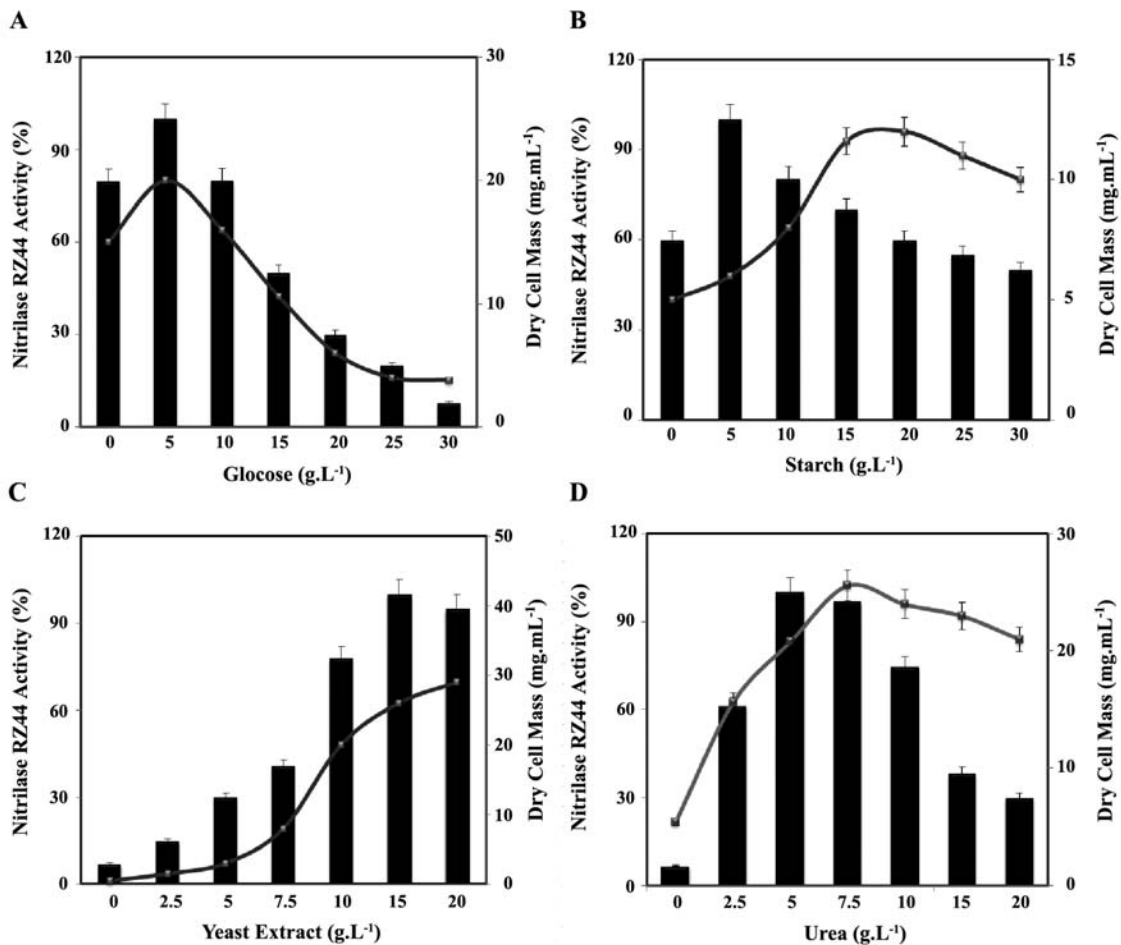 A
Nitrilase RZ44 Activity (%)
120
90
60
30
0
30
20
10
0
Dry Cell Mass (mg.mL⁻¹)
0 5 10 15 20 25 30
Glocose (g.L⁻¹)
B
Nitrilase RZ44 Activity (%)
120
90
60
30
0
15
10
5
0
Dry Cell Mass (mg.mL⁻¹)
0 5 10 15 20 25 30
Starch (g.L⁻¹)
C
Nitrilase RZ44 Activity (%)
120
90
60
30
0
50
40
30
20
10
0
Dry Cell Mass (mg.mL⁻¹)
0 2.5 5 7.5 10 15 20
Yeast Extract (g.L⁻¹)
D
Nitrilase RZ44 Activity (%)
120
90
60
30
0
30
20
10
0
Dry Cell Mass (mg.mL⁻¹)
0 2.5 5 7.5 10 15 20
Urea (g.L⁻¹)